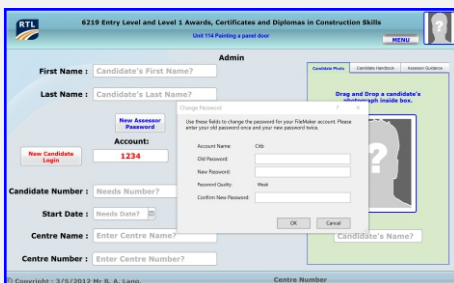 RTL
6219 Entry Level and Level 1 Awards, Certificates and Diplomas in Construction Skills
Unit 114 Painting a panel door
MENU
Admin
First Name : Candidate's First Name?
Last Name : Candidate's Last Name?
New Assessor
Password
Account:
New Candidate
Login
1234
Candidate Number : Needs Number?
Start Date : Needs Date?
Centre Name : Enter Centre Name?
Centre Number : Enter Centre Number?
Candidate Photo Candidate Handbook Assessor Guidance
Drag and Drop a candidate's
photograph inside box.
Candidate's Name?
Change Password ? ×
Use these fields to change the password for your FileMaker account. Please
enter your old password once and your new password twice.
Account Name:
Old Password:
New Password:
Password Quality: Weak
Confirm New Password:
OK Cancel
© Copyright : 3/5/2012 Mr B. A. Lang.
Centre Number